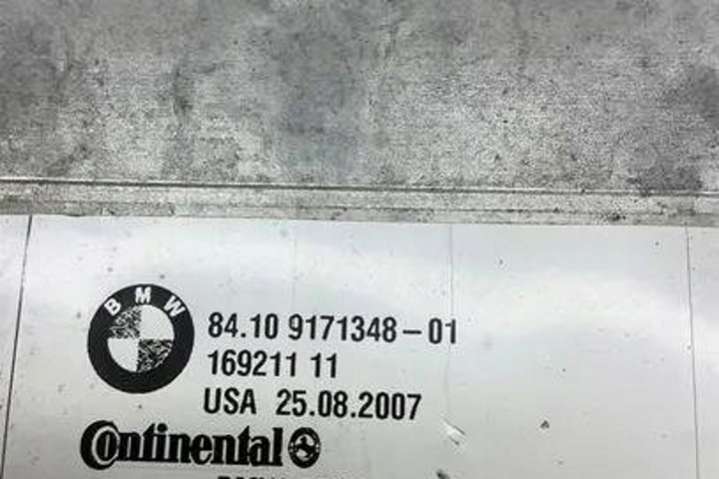 BMW
84.10 9171348-01
169211 11
USA 25.08.2007
Continental